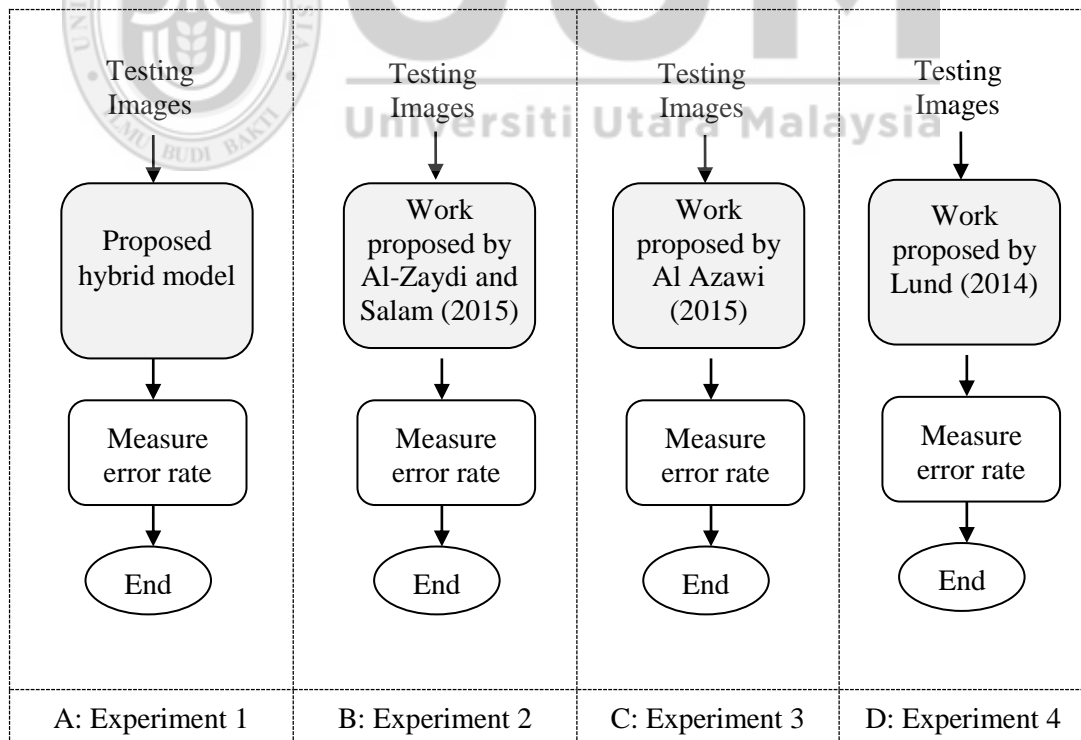 Testing
Images
Proposed
hybrid model
Measure
error rate
End
A: Experiment 1
Testing
Images
Work
proposed by
Al-Zaydi and
Salam (2015)
Measure
error rate
End
B: Experiment 2
Testing
Images
Work
proposed by
Al Azawi
(2015)
Measure
error rate
End
C: Experiment 3
Testing
Images
Work
proposed by
Lund (2014)
Measure
error rate
End
D: Experiment 4
Universiti Utara Malaysia
BUDI BAKTI